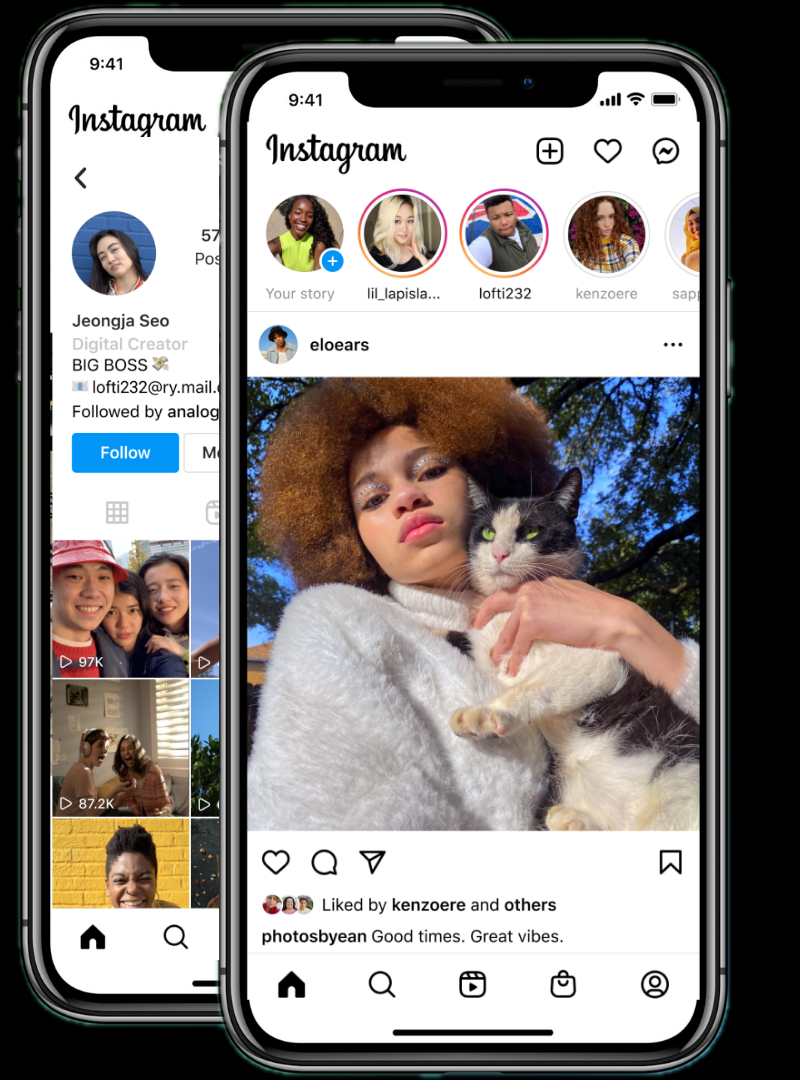 9:41
Instagram
57
Pos
Jeongja Seo
Digital Creator
BIG BOSS 💸
📧 lofti232@ry.mail.
Followed by analog
Follow
Me
97K
87.2K
9:41
Instagram
Your story
lil_lapisla...
lofti232
kenzoere
sapp
eloears
Liked by kenzoere and others
photosbyean Good times. Great vibes.